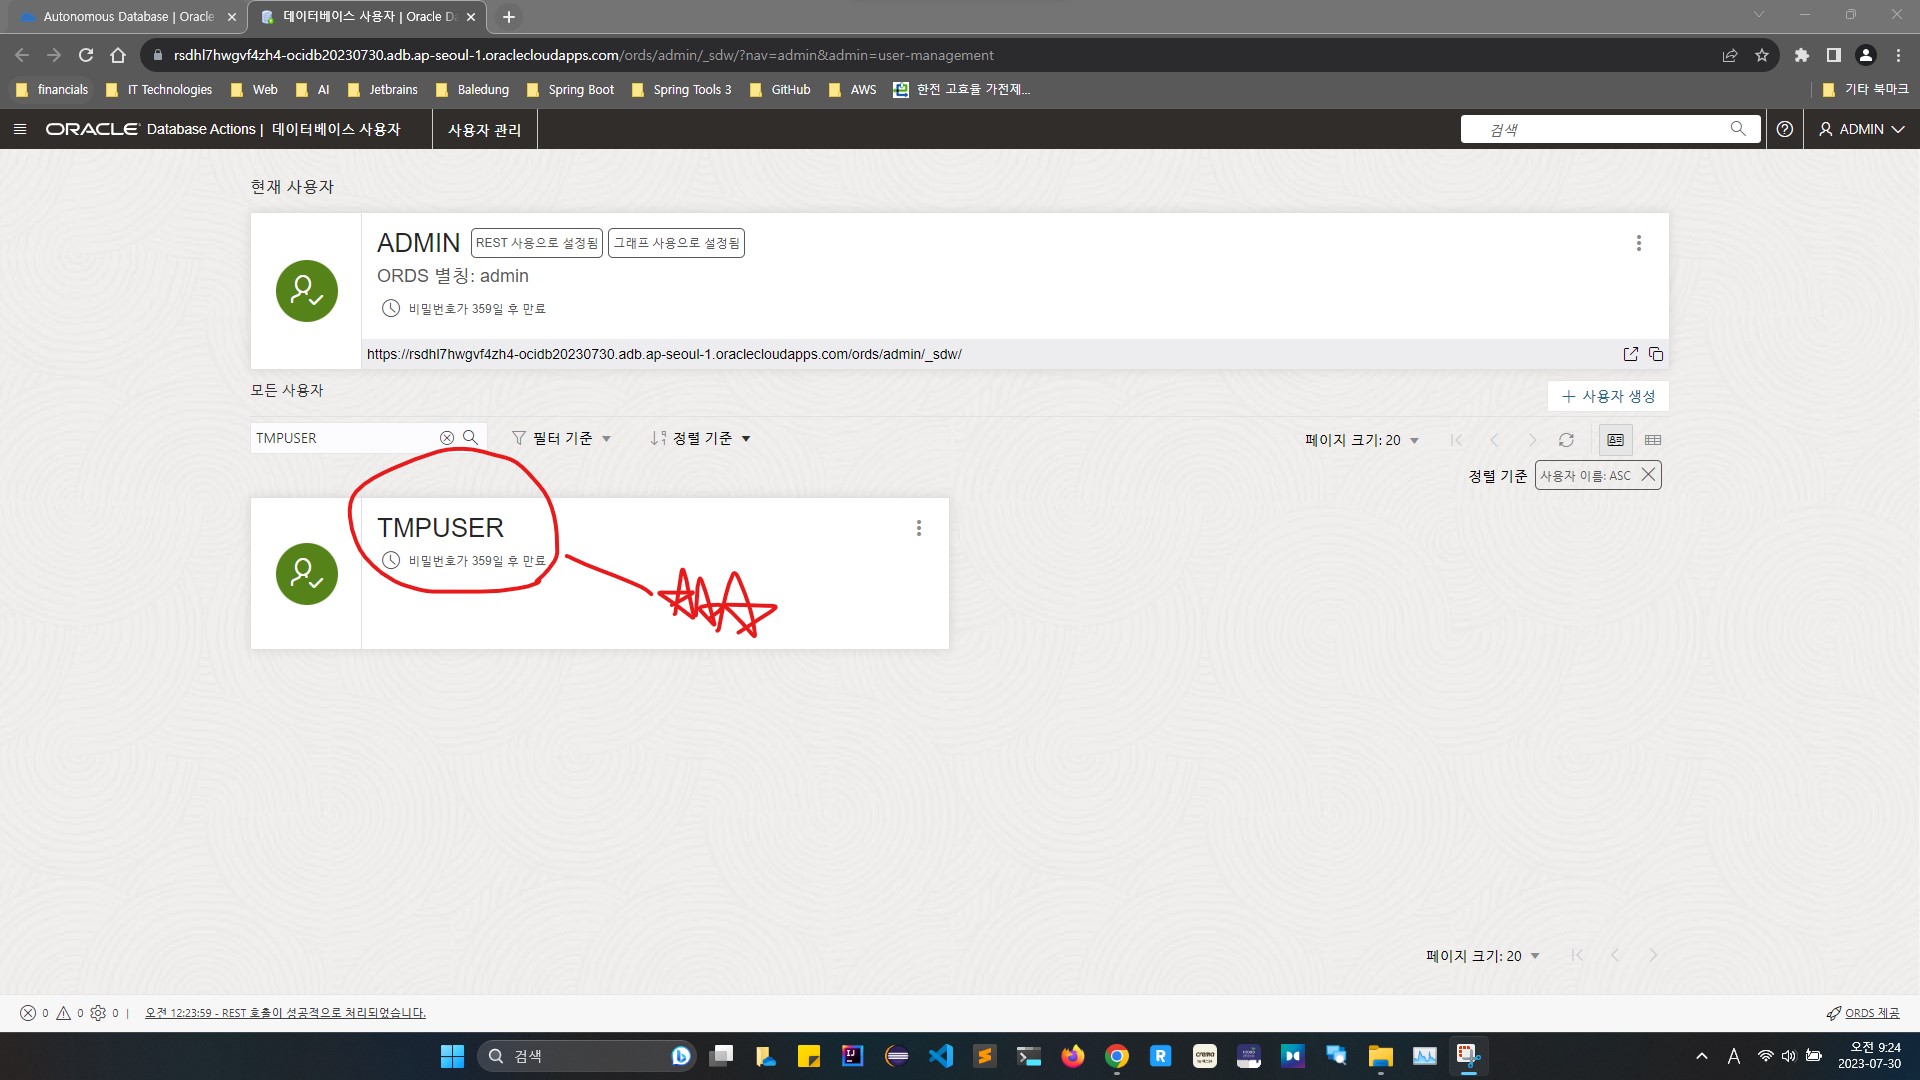 Autonomous Database | Oracle
데이터베이스 사용자 | Oracle Da
rsdhl7hwgvf4zh4-ocidb20230730.adb.ap-seoul-1.oraclecloudapps.com/ords/admin/_sdw/?nav=admin&admin=user-management
financials IT Technologies Web AI Jetbrains Baledung Spring Boot Spring Tools 3 GitHub AWS 한전 고효율 가전제... 기타 북마크
ORACLE Database Actions | 데이터베이스 사용자 사용자 관리 검색 ADMIN
현재 사용자
ADMIN REST 사용으로 설정됨 그래프 사용으로 설정됨
ORDS 별칭: admin
비밀번호가 359일 후 만료
https://rsdhl7hwgvf4zh4-ocidb20230730.adb.ap-seoul-1.oraclecloudapps.com/ords/admin/_sdw/
모든 사용자 사용자 생성
TMPUSER 필터 기준 정렬 기준 페이지 크기: 20
정렬 기준 사용자 이름: ASC
TMPUSER
비밀번호가 359일 후 만료
페이지 크기: 20
0 0 0 | 오전 12:23:59 - REST 호출이 성공적으로 처리되었습니다. ORDS 제공
검색 A 오전 9:24
2023-07-30